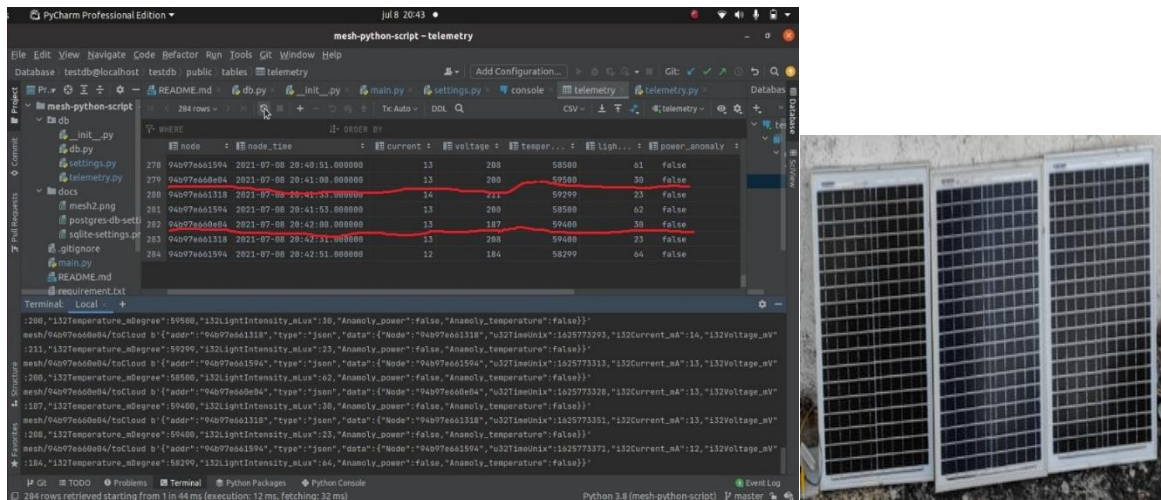 PyCharm Professional Edition
jul 8 20:43
mesh-python-script – telemetry
File Edit View Navigate Code Refactor Run Tools Git Window Help
Database testdb@localhost testdb public tables telemetry Add Configuration... Git:
Pr.. README.md db.py __init__.py main.py settings.py console telemetry telemetry.py Databas
mesh-python-script 284 rows Tx: Auto DDL CSV telemetry
db WHERE ORDER BY
__init__.py node node_time current voltage temper... ligh... power_anomaly
db.py
settings.py
telemetry.py
docs
mesh2.png
postgres-db-setti
sqlite-settings.pr
.gitignore
main.py
README.md
requirement.txt
278 94b97e661594 2021-07-08 20:40:51.000000 13 208 58500 61 false
279 94b97e660e04 2021-07-08 20:41:08.000000 13 200 59500 30 false
280 94b97e661318 2021-07-08 20:41:33.000000 14 211 59299 23 false
281 94b97e661594 2021-07-08 20:41:53.000000 13 200 58500 62 false
282 94b97e660e04 2021-07-08 20:42:08.000000 13 187 59400 30 false
283 94b97e661318 2021-07-08 20:42:31.000000 13 208 59400 23 false
284 94b97e661594 2021-07-08 20:42:51.000000 12 184 58299 64 false
Project
Commit
Pull Requests
Structure
Favorites
Database
SciView
Terminal: Local +
:200,"i32Temperature_mDegree":59500,"i32LightIntensity_mLux":30,"Anamoly_power":false,"Anamoly_temperature":false}}'
mesh/94b97e660e04/toCloud b'{"addr":"94b97e661318","type":"json","data":{"Node":"94b97e661318","u32TimeUnix":1625773293,"i32Current_mA":14,"i32Voltage_mV"
:211,"i32Temperature_mDegree":59299,"i32LightIntensity_mLux":23,"Anamoly_power":false,"Anamoly_temperature":false}}'
mesh/94b97e660e04/toCloud b'{"addr":"94b97e661594","type":"json","data":{"Node":"94b97e661594","u32TimeUnix":1625773313,"i32Current_mA":13,"i32Voltage_mV"
:200,"i32Temperature_mDegree":58500,"i32LightIntensity_mLux":62,"Anamoly_power":false,"Anamoly_temperature":false}}'
mesh/94b97e660e04/toCloud b'{"addr":"94b97e660e04","type":"json","data":{"Node":"94b97e660e04","u32TimeUnix":1625773328,"i32Current_mA":13,"i32Voltage_mV"
:187,"i32Temperature_mDegree":59400,"i32LightIntensity_mLux":30,"Anamoly_power":false,"Anamoly_temperature":false}}'
mesh/94b97e660e04/toCloud b'{"addr":"94b97e661318","type":"json","data":{"Node":"94b97e661318","u32TimeUnix":1625773351,"i32Current_mA":13,"i32Voltage_mV"
:208,"i32Temperature_mDegree":59400,"i32LightIntensity_mLux":23,"Anamoly_power":false,"Anamoly_temperature":false}}'
mesh/94b97e660e04/toCloud b'{"addr":"94b97e661594","type":"json","data":{"Node":"94b97e661594","u32TimeUnix":1625773371,"i32Current_mA":12,"i32Voltage_mV"
:184,"i32Temperature_mDegree":58299,"i32LightIntensity_mLux":64,"Anamoly_power":false,"Anamoly_temperature":false}}'
Git TODO Problems Terminal Python Packages Python Console Event Log
284 rows retrieved starting from 1 in 44 ms (execution: 12 ms, fetching: 32 ms) Python 3.8 (mesh-python-script) master